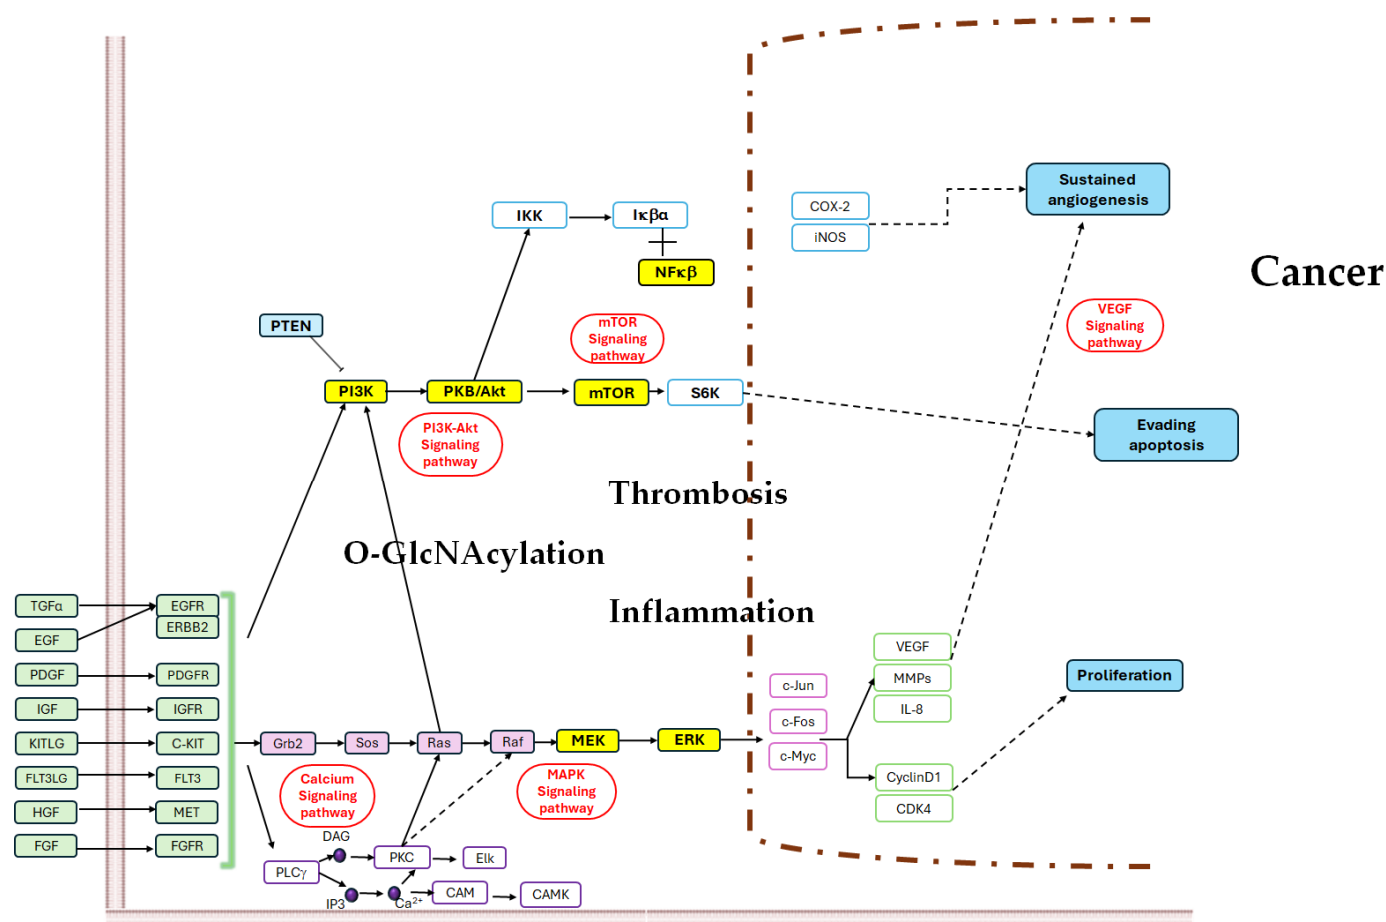 Sustained
angiogenesis
COX-2
iNOS
IKK
Iκβα
NFκβ
Cancer
PTEN
mTOR
Signaling
pathway
VEGF
Signaling
pathway
PI3K
PKB/Akt
mTOR
S6K
PI3K-Akt
Signaling
pathway
Evading
apoptosis
Thrombosis
O-GlcNAcylation
Inflammation
TGFα
EGFR
EGF
ERBB2
PDGF
PDGFR
IGF
IGFR
KITLG
C-KIT
FLT3LG
FLT3
HGF
MET
FGF
FGFR
Grb2
Sos
Ras
Raf
MEK
ERK
c-Jun
c-Fos
c-Myc
VEGF
MMPs
IL-8
CyclinD1
CDK4
Proliferation
Calcium
Signaling
pathway
MAPK
Signaling
pathway
DAG
PLCγ
PKC
Elk
IP3
Ca²⁺
CAM
CAMK